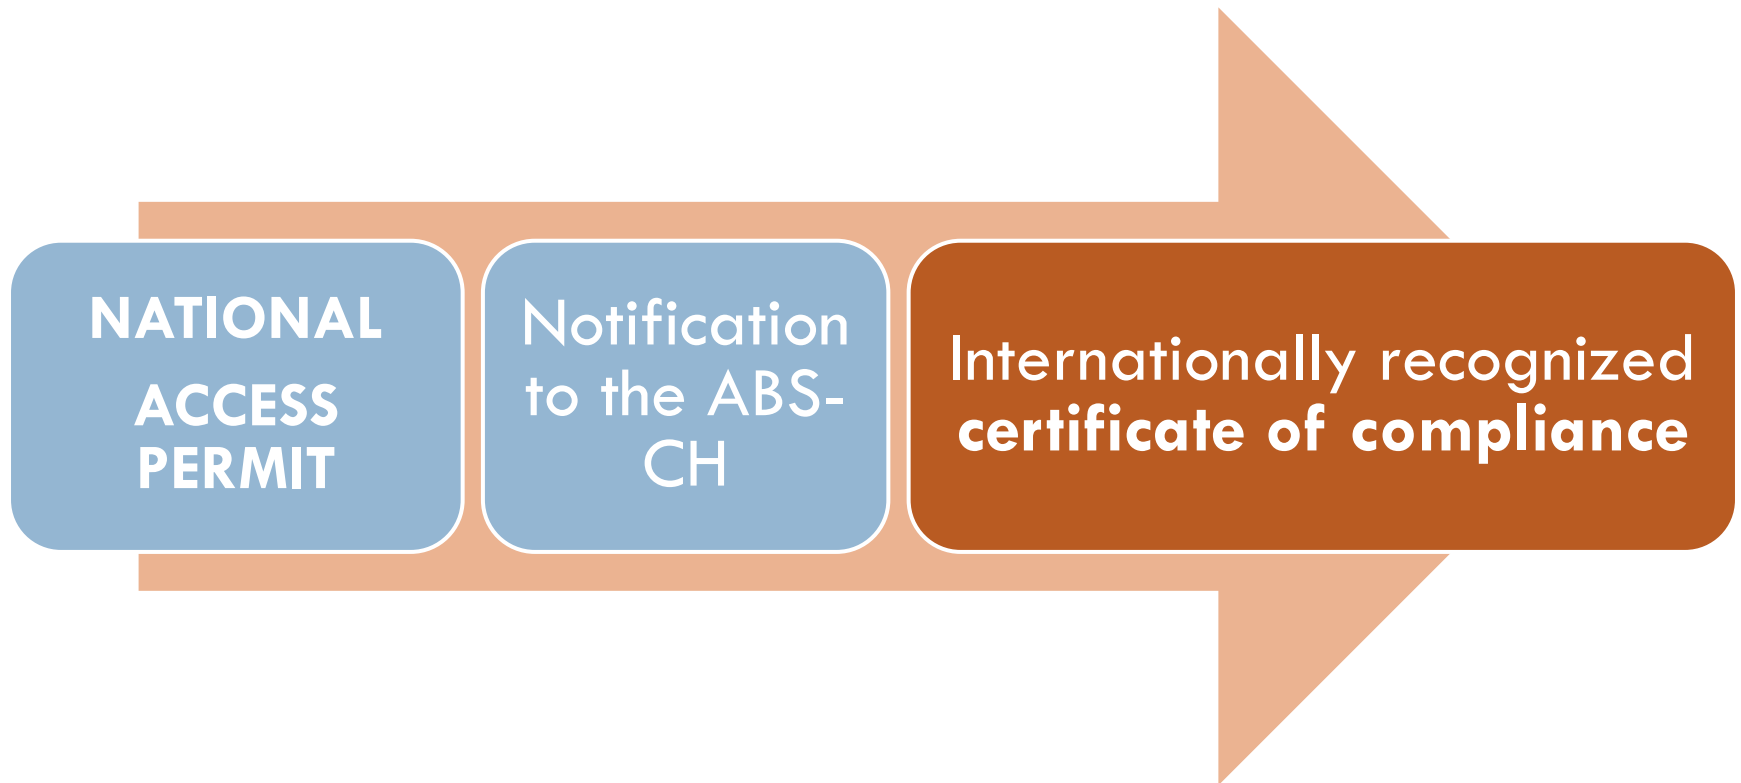 NATIONAL
ACCESS
PERMIT
Notification
to the ABS-
CH
Internationally recognized
certificate of compliance